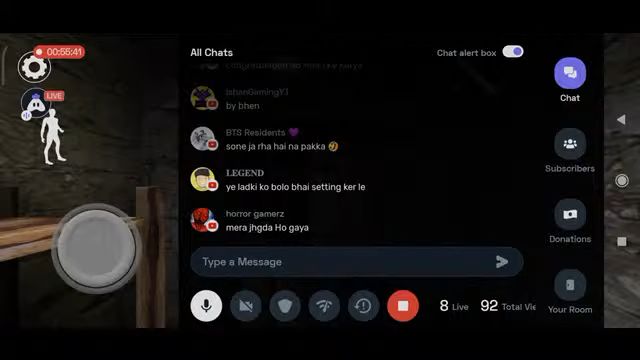 00:55:41
All Chats
Chat alert box
LIVE
IshanGamingYT
by bhen
Chat
BTS Residents 💜
sone ja rha hai na pakka 🤣
Subscribers
LEGEND
ye ladki ko bolo bhai setting ker le
horror gamerz
mera jhgda Ho gaya
Donations
Type a Message
8 Live 92 Total Vie
Your Room